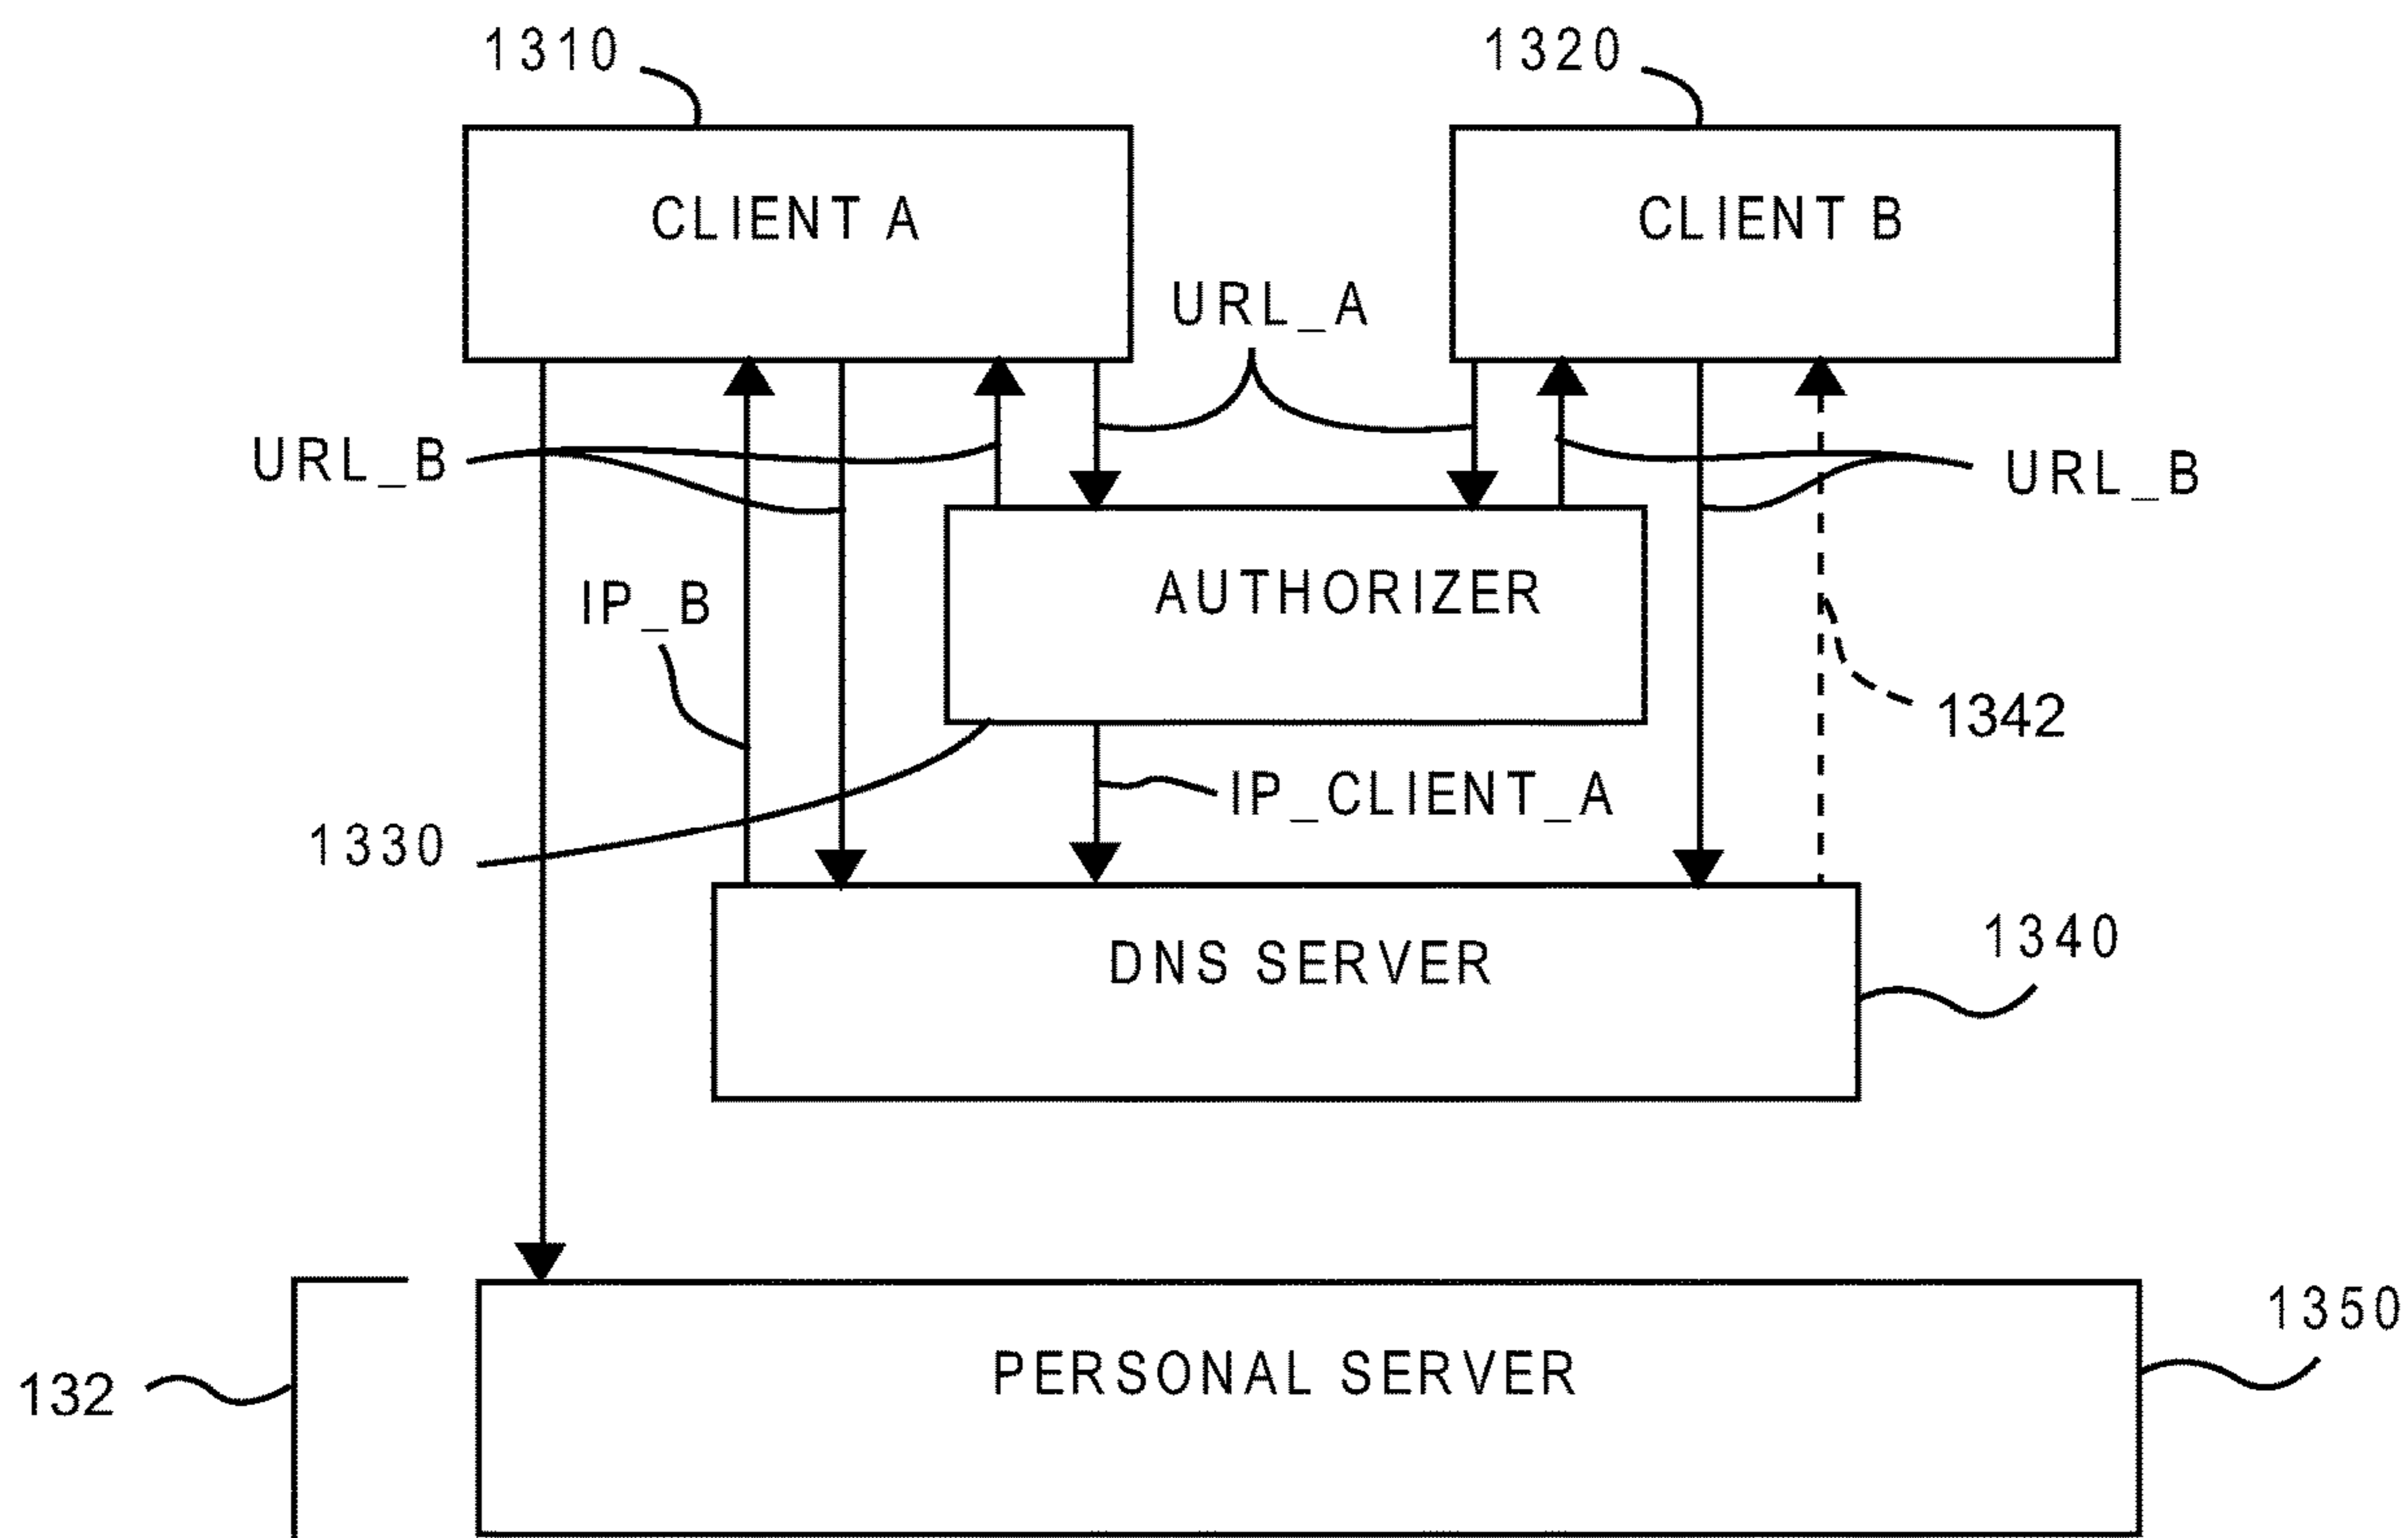 1310
1320
CLIENT A
CLIENT B
URL_A
URL_B
URL_B
IP_B
AUTHORIZER
1342
IP_CLIENT_A
1330
DNS SERVER
1340
1350
PERSONAL SERVER
132